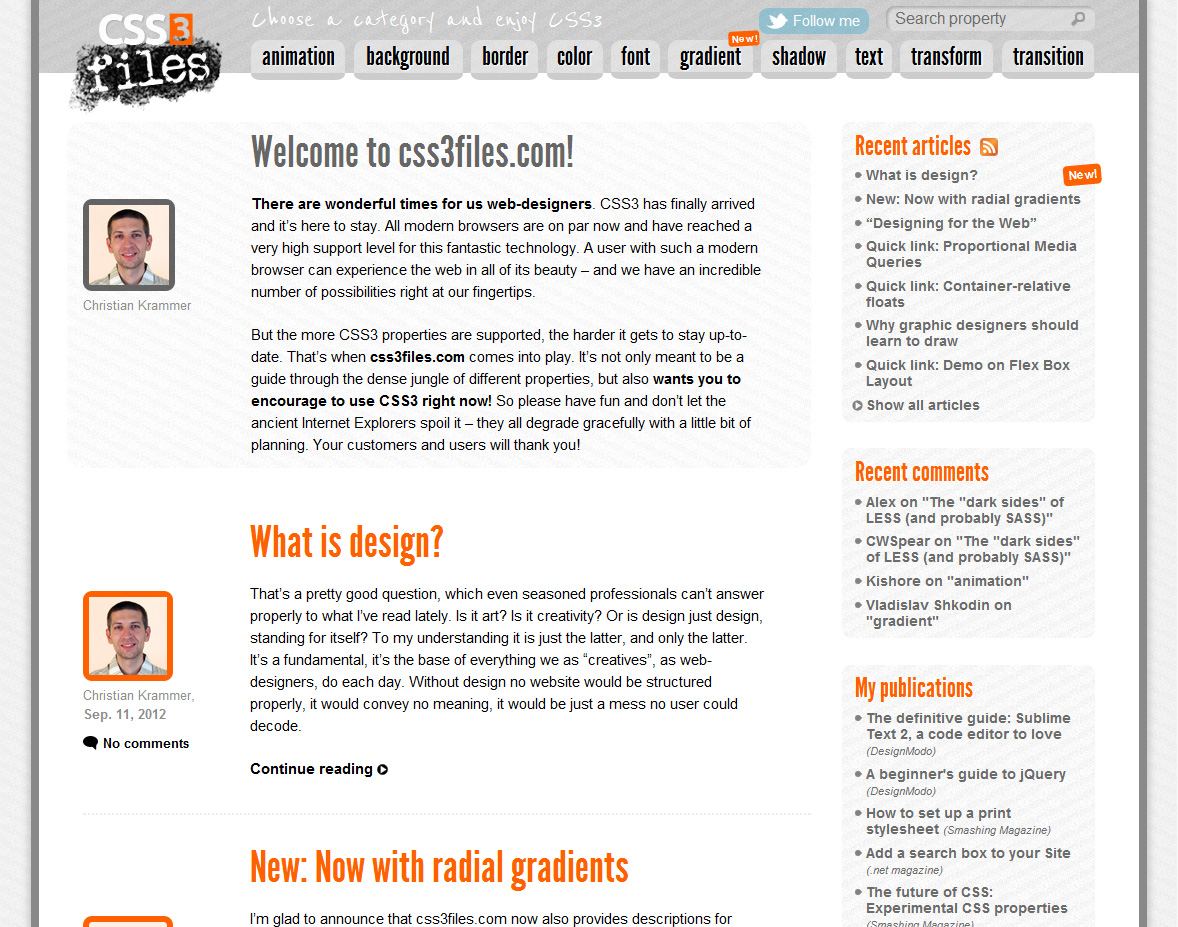 CSS3
files
Choose a category and enjoy CSS3
Follow me
Search property
New!
animation
background
border
color
font
gradient
shadow
text
transform
transition
Welcome to css3files.com!
Christian Krammer
There are wonderful times for us web-designers. CSS3 has finally arrived
and it’s here to stay. All modern browsers are on par now and have reached a
very high support level for this fantastic technology. A user with such a modern
browser can experience the web in all of its beauty – and we have an incredible
number of possibilities right at our fingertips.
But the more CSS3 properties are supported, the harder it gets to stay up-to-
date. That’s when css3files.com comes into play. It’s not only meant to be a
guide through the dense jungle of different properties, but also wants you to
encourage to use CSS3 right now! So please have fun and don’t let the
ancient Internet Explorers spoil it – they all degrade gracefully with a little bit of
planning. Your customers and users will thank you!
What is design?
Christian Krammer,
Sep. 11, 2012
No comments
That’s a pretty good question, which even seasoned professionals can’t answer
properly to what I’ve read lately. Is it art? Is it creativity? Or is design just design,
standing for itself? To my understanding it is just the latter, and only the latter.
It’s a fundamental, it’s the base of everything we as “creatives”, as web-
designers, do each day. Without design no website would be structured
properly, it would convey no meaning, it would be just a mess no user could
decode.
Continue reading
New: Now with radial gradients
I’m glad to announce that css3files.com now also provides descriptions for
Recent articles
What is design?
New!
New: Now with radial gradients
“Designing for the Web”
Quick link: Proportional Media
Queries
Quick link: Container-relative
floats
Why graphic designers should
learn to draw
Quick link: Demo on Flex Box
Layout
Show all articles
Recent comments
Alex on "The "dark sides" of
LESS (and probably SASS)"
CWSpear on "The "dark sides"
of LESS (and probably SASS)"
Kishore on "animation"
Vladislav Shkodin on
"gradient"
My publications
The definitive guide: Sublime
Text 2, a code editor to love
(DesignModo)
A beginner's guide to jQuery
(DesignModo)
How to set up a print
stylesheet (Smashing Magazine)
Add a search box to your Site
(.net magazine)
The future of CSS:
Experimental CSS properties
(Smashing Magazine)